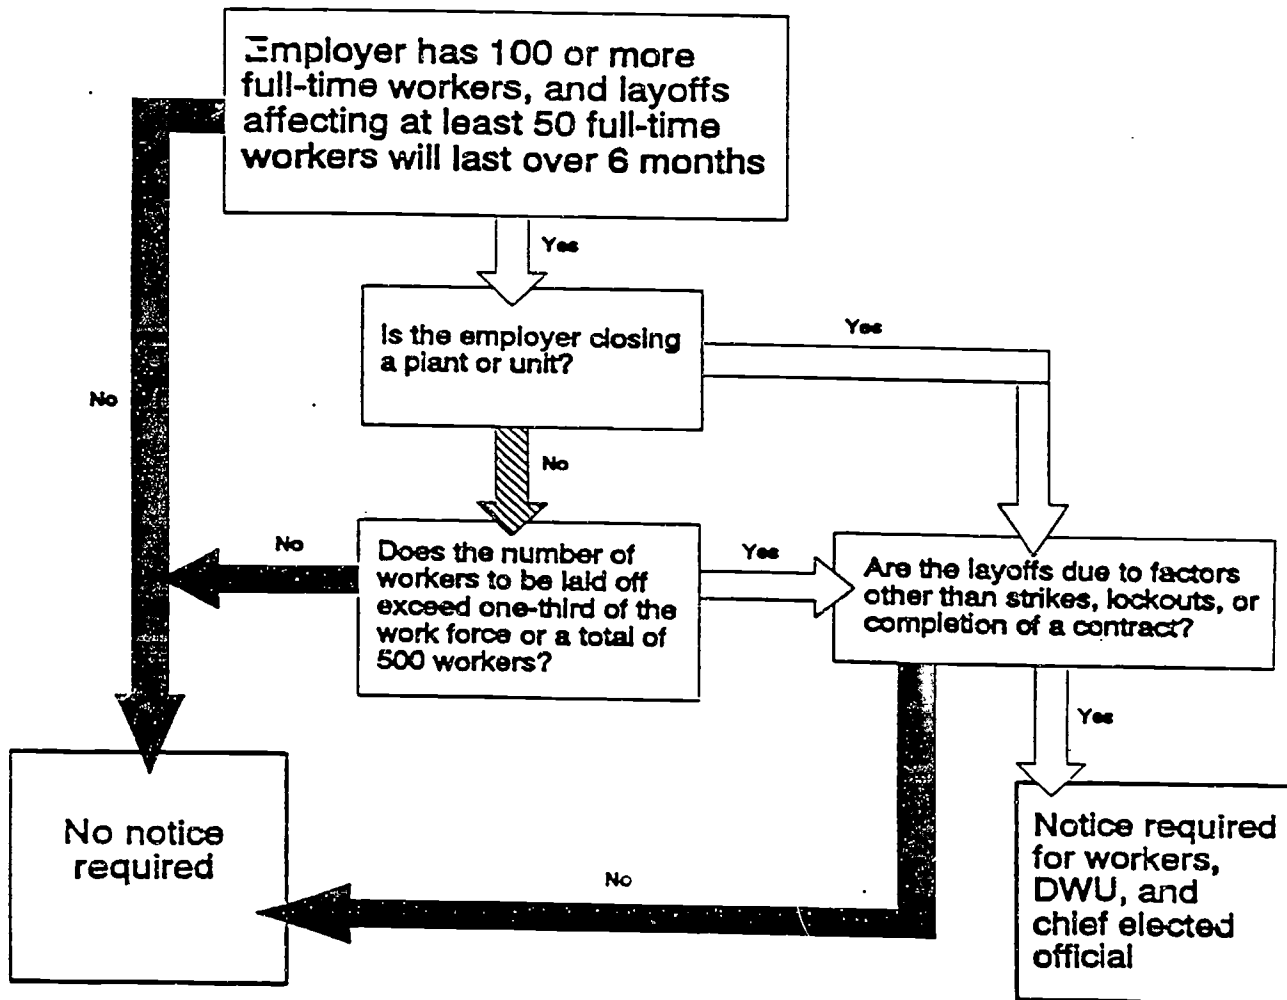 Employer has 100 or more
full-time workers, and layoffs
affecting at least 50 full-time
workers will last over 6 months
Yes
Is the employer closing
a plant or unit?
Yes
No
No
No
Does the number of
workers to be laid off
exceed one-third of the
work force or a total of
500 workers?
Yes
Are the layoffs due to factors
other than strikes, lockouts, or
completion of a contract?
Yes
No notice
required
No
Notice required
for workers,
DWU, and
chief elected
official